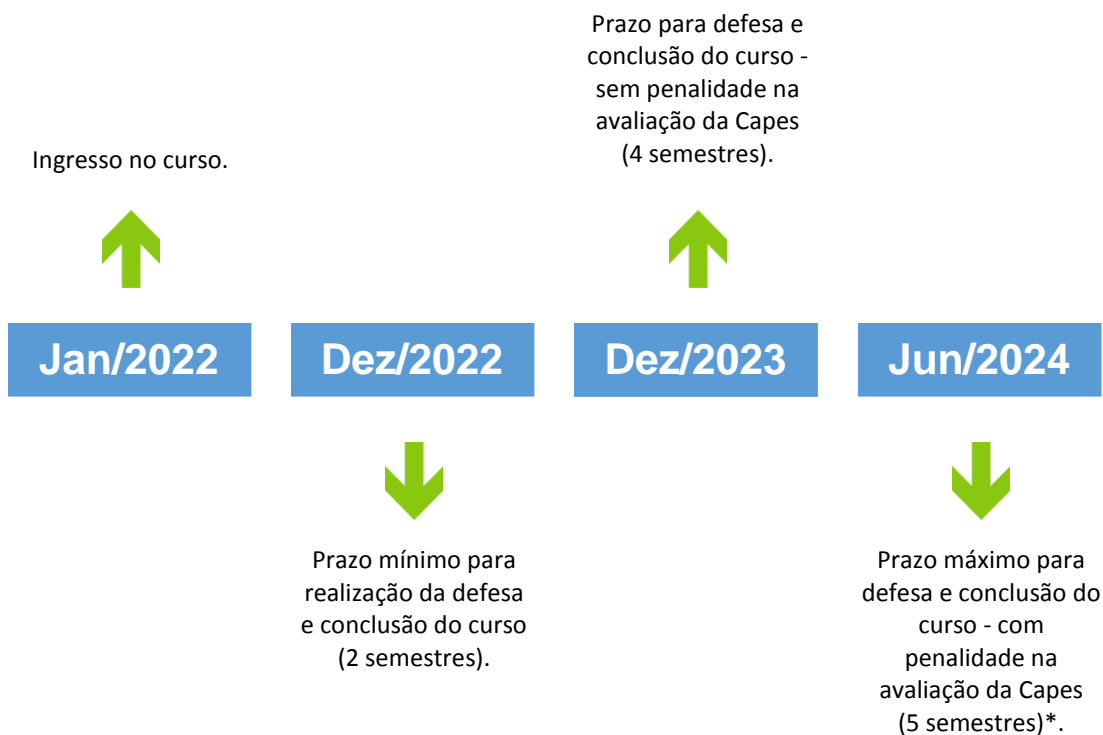 Ingresso no curso.
Prazo para defesa e
conclusão do curso -
sem penalidade na
avaliação da Capes
(4 semestres).
Jan/2022
Dez/2022
Dez/2023
Jun/2024
Prazo mínimo para
realização da defesa
e conclusão do curso
(2 semestres).
Prazo máximo para
defesa e conclusão do
curso - com
penalidade na
avaliação da Capes
(5 semestres)*.